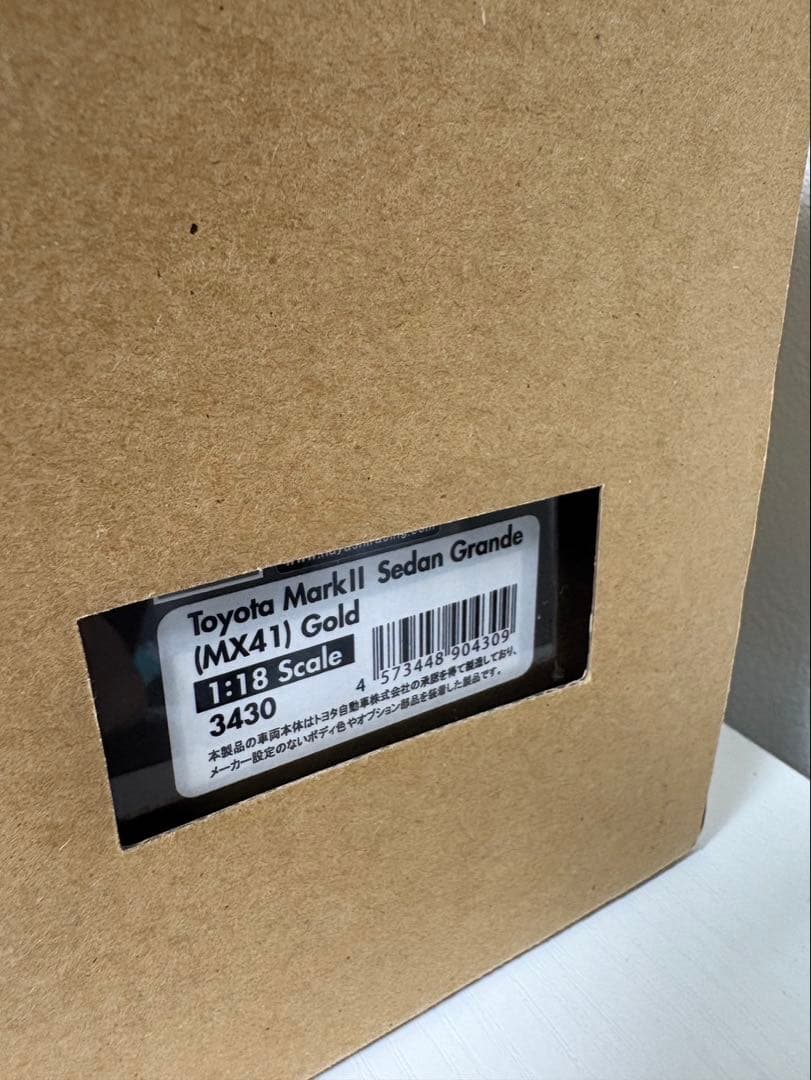 Toyota MarkII Sedan Grande
(MX41) Gold
1:18 Scale
3430
4 573448 904309
本製品の車両本体はトヨタ自動車株式会社の承認を得て製造しており、
メーカー設定のないボディ色やオプション部品を装着した製品です。